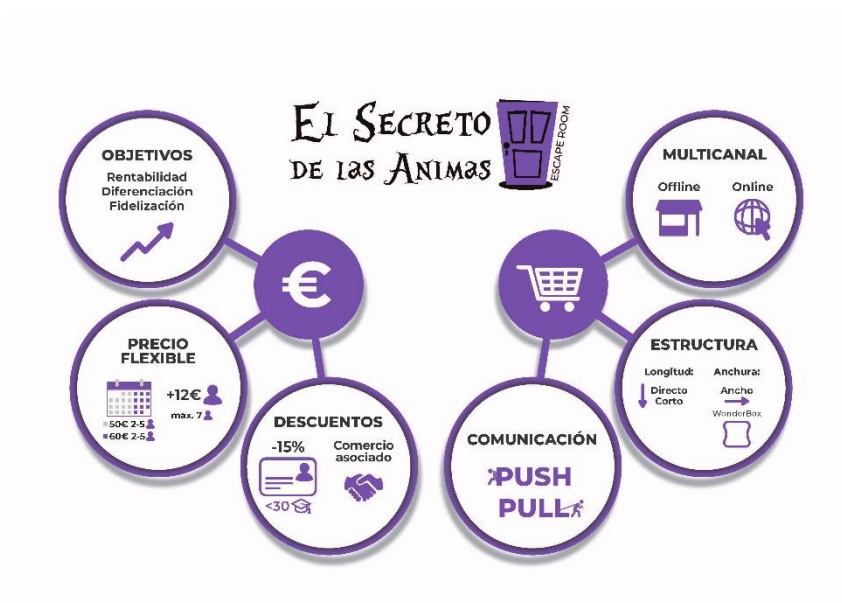 El Secreto
de las Animas
ESCAPE ROOM
OBJETIVOS
Rentabilidad
Diferenciación
Fidelización
€
PRECIO
FLEXIBLE
+12€
max. 7
50€ 2-5
60€ 2-5
DESCUENTOS
-15%
<30
Comercio
asociado
MULTICANAL
Offline
Online
ESTRUCTURA
Longitud:
Directo
Corto
Anchura:
Ancho
WonderBox
COMUNICACIÓN
PUSH
PULL